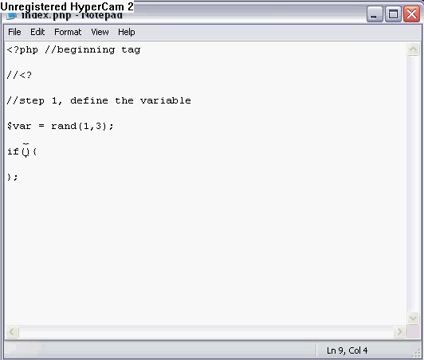 Unregistered HyperCam 2
index.php - Notepad
File Edit Format View Help
<?php //beginning tag
//<?
//step 1, define the variable
$var = rand(1,3);
if()(
);
Ln 9, Col 4